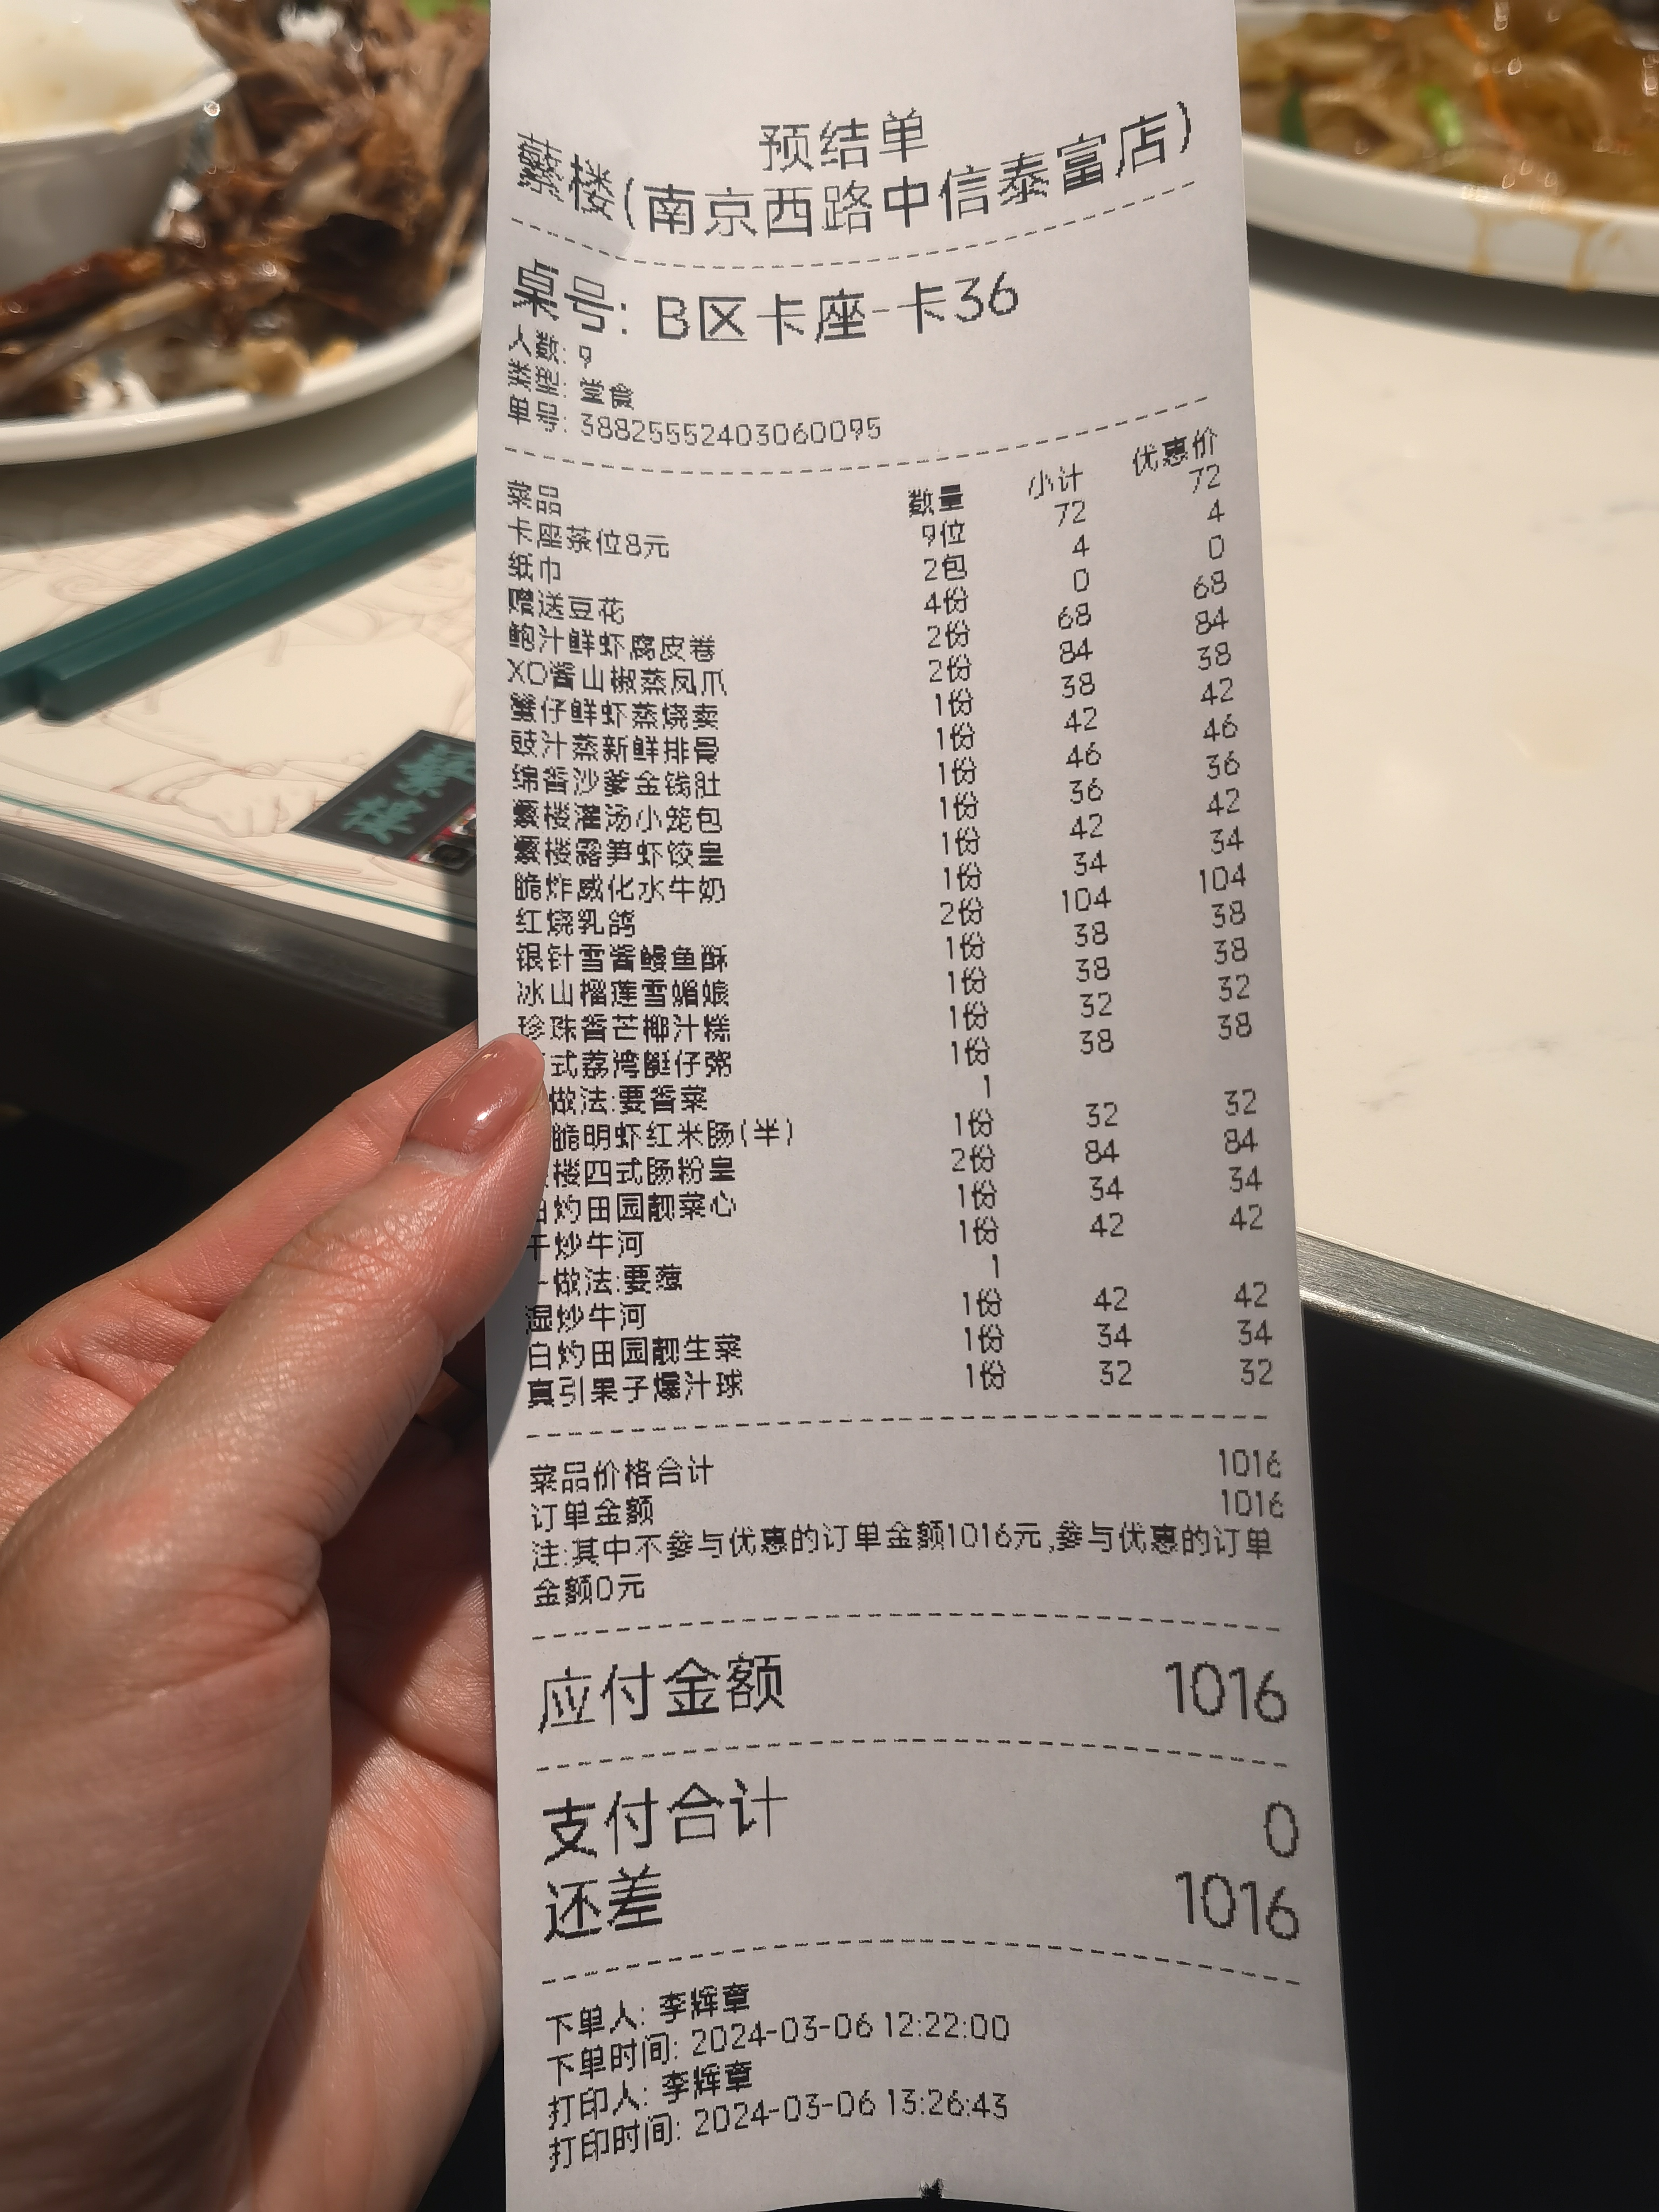 预结单
蘩楼(南京西路中信泰富店)
桌号: B区卡座-卡36
人数: 9
类型: 堂食
单号: 38825552403060095
菜品 数量 小计 优惠价
卡座茶位8元 9位 72 72
纸巾 2包 4 4
赠送豆花 4份 0 0
鲍汁鲜虾腐皮卷 2份 68 68
XO酱山椒蒸凤爪 2份 84 84
蟹仔鲜虾蒸烧卖 1份 38 38
豉汁蒸新鲜排骨 1份 42 42
绵香沙爹金钱肚 1份 46 46
蘩楼灌汤小笼包 1份 36 36
蘩楼露笋虾饺皇 1份 42 42
脆炸威化水牛奶 1份 34 34
红烧乳鸽 2份 104 104
银针雪酱鳗鱼酥 1份 38 38
冰山榴莲雪媚娘 1份 38 38
珍珠香芒椰汁糕 1份 32 32
式荔湾艇仔粥 1份 38 38
做法:要香菜 1
脆明虾红米肠(半) 1份 32 32
楼四式肠粉皇 2份 84 84
白灼田园靓菜心 1份 34 34
干炒牛河 1份 42 42
-做法:要 1
湿炒牛河 1份 42 42
白灼田园靓生菜 1份 34 34
真引果子爆汁球 1份 32 32
菜品价格合计 1016
订单金额 1016
注:其中不参与优惠的订单金额1016元,参与优惠的订单
金额0元
应付金额 1016
支付合计 0
还差 1016
下单人: 李辉章
下单时间: 2024-03-06 12:22:00
打印人: 李辉章
打印时间: 2024-03-06 13:26:43
蘩楼